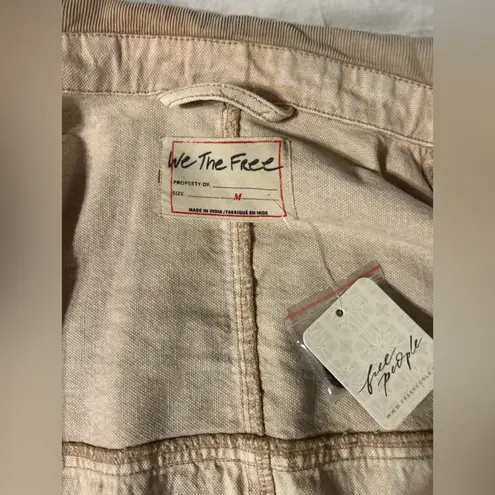 We The Free
PROPERTY OF
SIZE M
MADE IN INDIA / FABRIQUÉ EN INDE
free
people